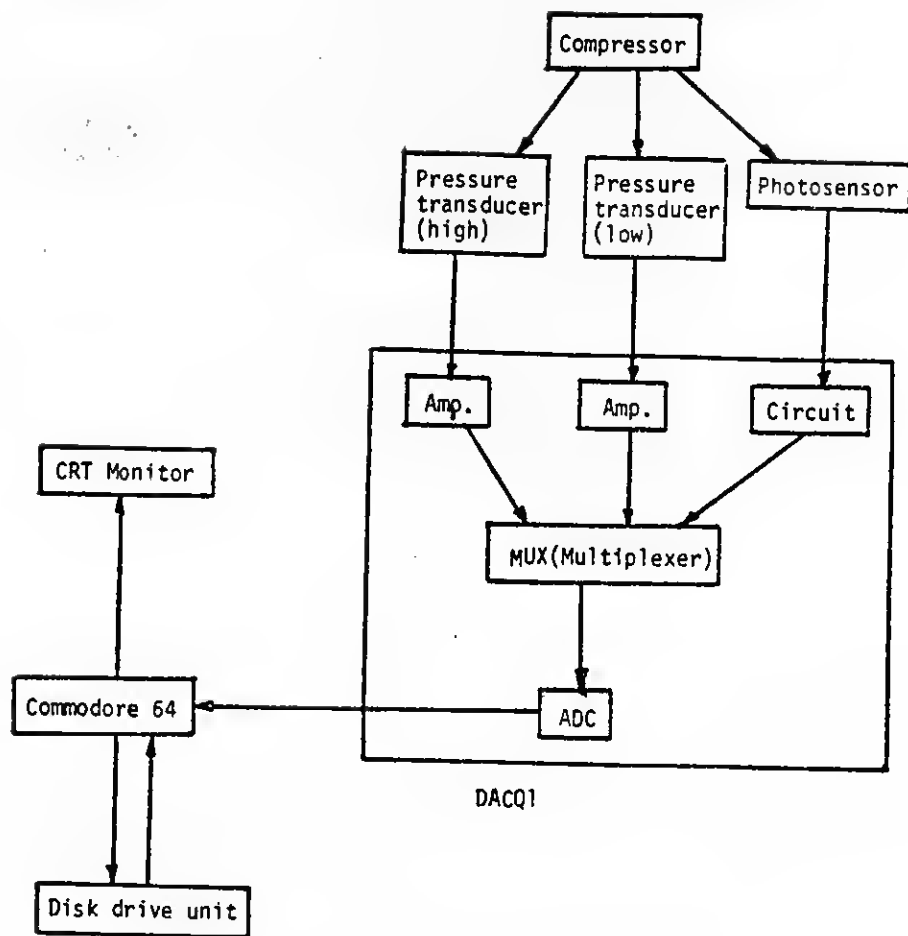 Compressor
Pressure
transducer
(high)
Pressure
transducer
(low)
Photosensor
Amp.
Amp.
Circuit
CRT Monitor
MUX(Multiplexer)
Commodore 64
ADC
DACQ1
Disk drive unit